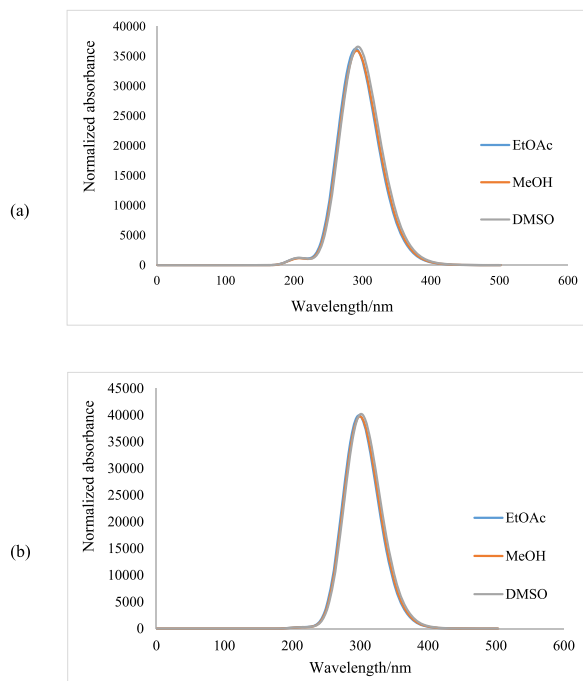 (a)
Normalized absorbance
40000
35000
30000
25000
20000
15000
10000
5000
0
0 100 200 300 400 500 600
Wavelength/nm
EtOAc
MeOH
DMSO
(b)
Normalized absorbance
45000
40000
35000
30000
25000
20000
15000
10000
5000
0
0 100 200 300 400 500 600
Wavelength/nm
EtOAc
MeOH
DMSO